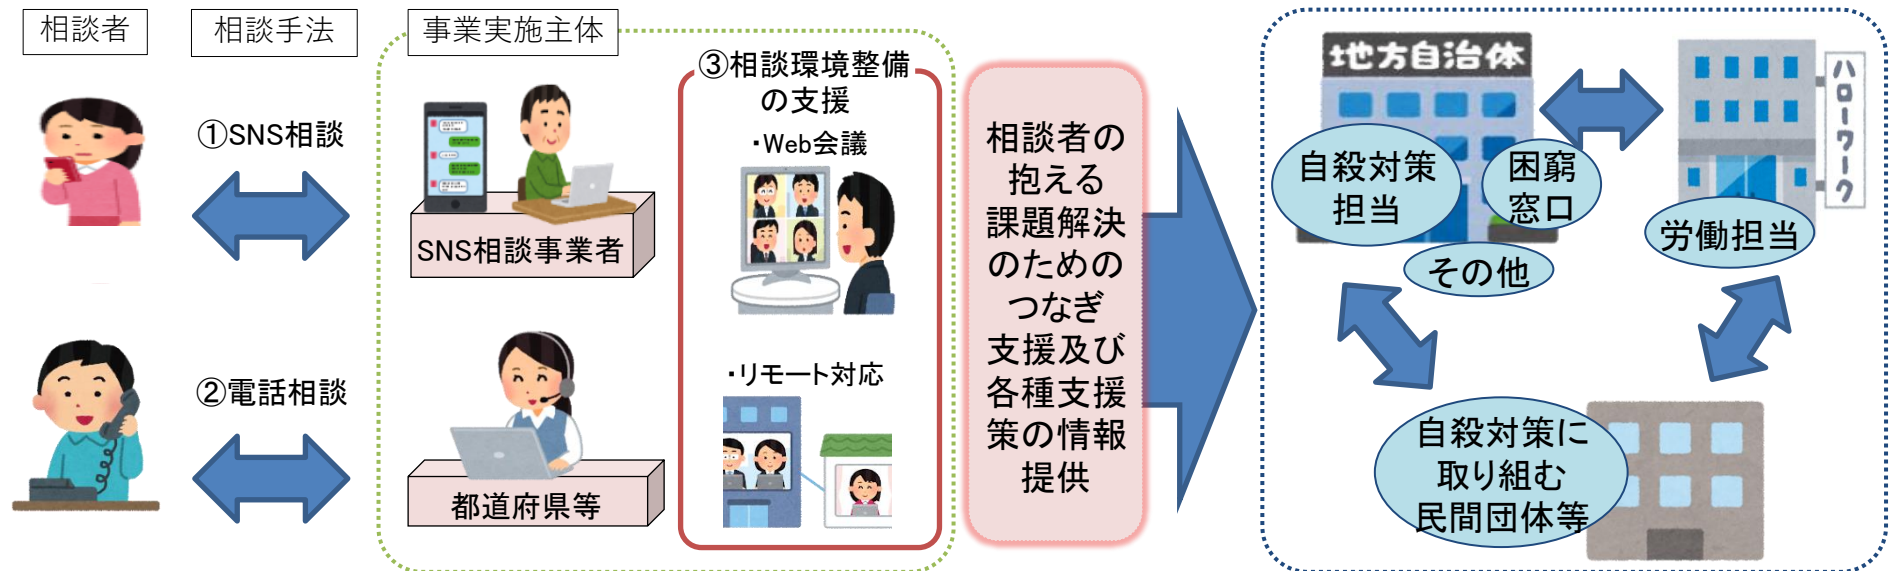 相談者
相談手法
事業実施主体
①SNS相談
②電話相談
SNS相談事業者
都道府県等
③相談環境整備
の支援
・Web会議
・リモート対応
相談者の
抱える
課題解決
のための
つなぎ
支援及び
各種支援
策の情報
提供
地方自治体
自殺対策
担当
困窮
窓口
その他
ハローワーク
労働担当
自殺対策に
取り組む
民間団体等